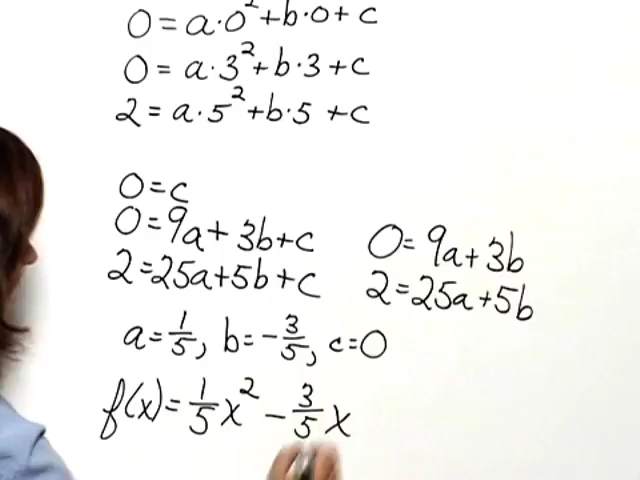 0 = a·0² + b·0 + c
0 = a·3² + b·3 + c
2 = a·5² + b·5 + c
0 = c
0 = 9a + 3b + c
2 = 25a + 5b + c
0 = 9a + 3b
2 = 25a + 5b
a = 1/5, b = -3/5, c = 0
f(x) = 1/5 x² - 3/5 x